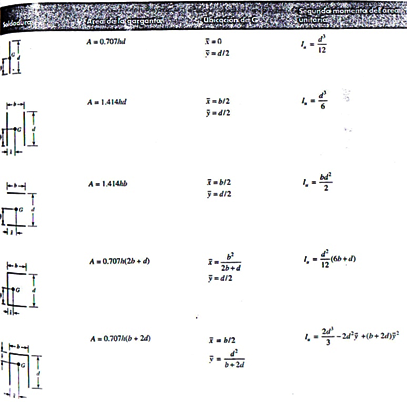 Soldadura Área de la garganta Ubicación de G Segundo momento del área unitaria
d G A = 0.707hd x̄ = 0 ȳ = d/2 I_u = d³/12
b d G A = 1.414hd x̄ = b/2 ȳ = d/2 I_u = d³/6
b d G A = 1.414hb x̄ = b/2 ȳ = d/2 I_u = bd²/2
b d G A = 0.707h(2b + d) x̄ = b²/(2b + d) ȳ = d/2 I_u = d²/12 (6b + d)
b d G A = 0.707h(b + 2d) x̄ = b/2 ȳ = d²/(b + 2d) I_u = 2d³/3 − 2d²ȳ + (b + 2d)ȳ²